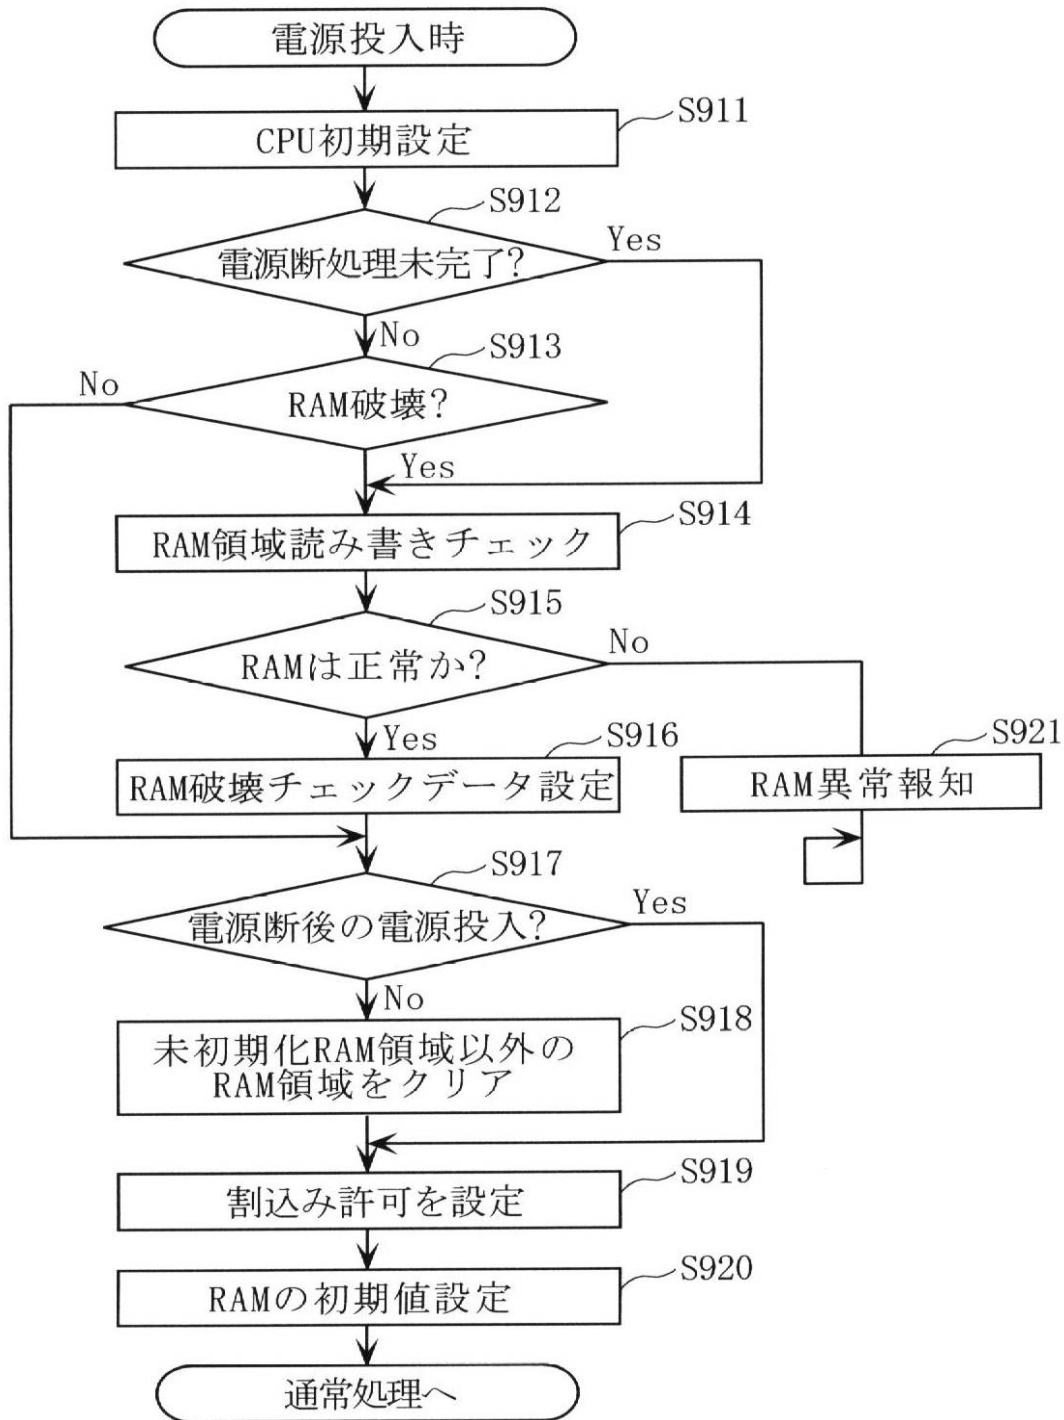 電源投入時
S911
CPU初期設定
S912
電源断処理未完了?
Yes
No
S913
No
RAM破壊?
Yes
S914
RAM領域読み書きチェック
S915
No
RAMは正常か?
Yes
S916
S921
RAM破壊チェックデータ設定
RAM異常報知
S917
Yes
電源断後の電源投入?
No
S918
未初期化RAM領域以外の
RAM領域をクリア
S919
割込み許可を設定
S920
RAMの初期値設定
通常処理へ